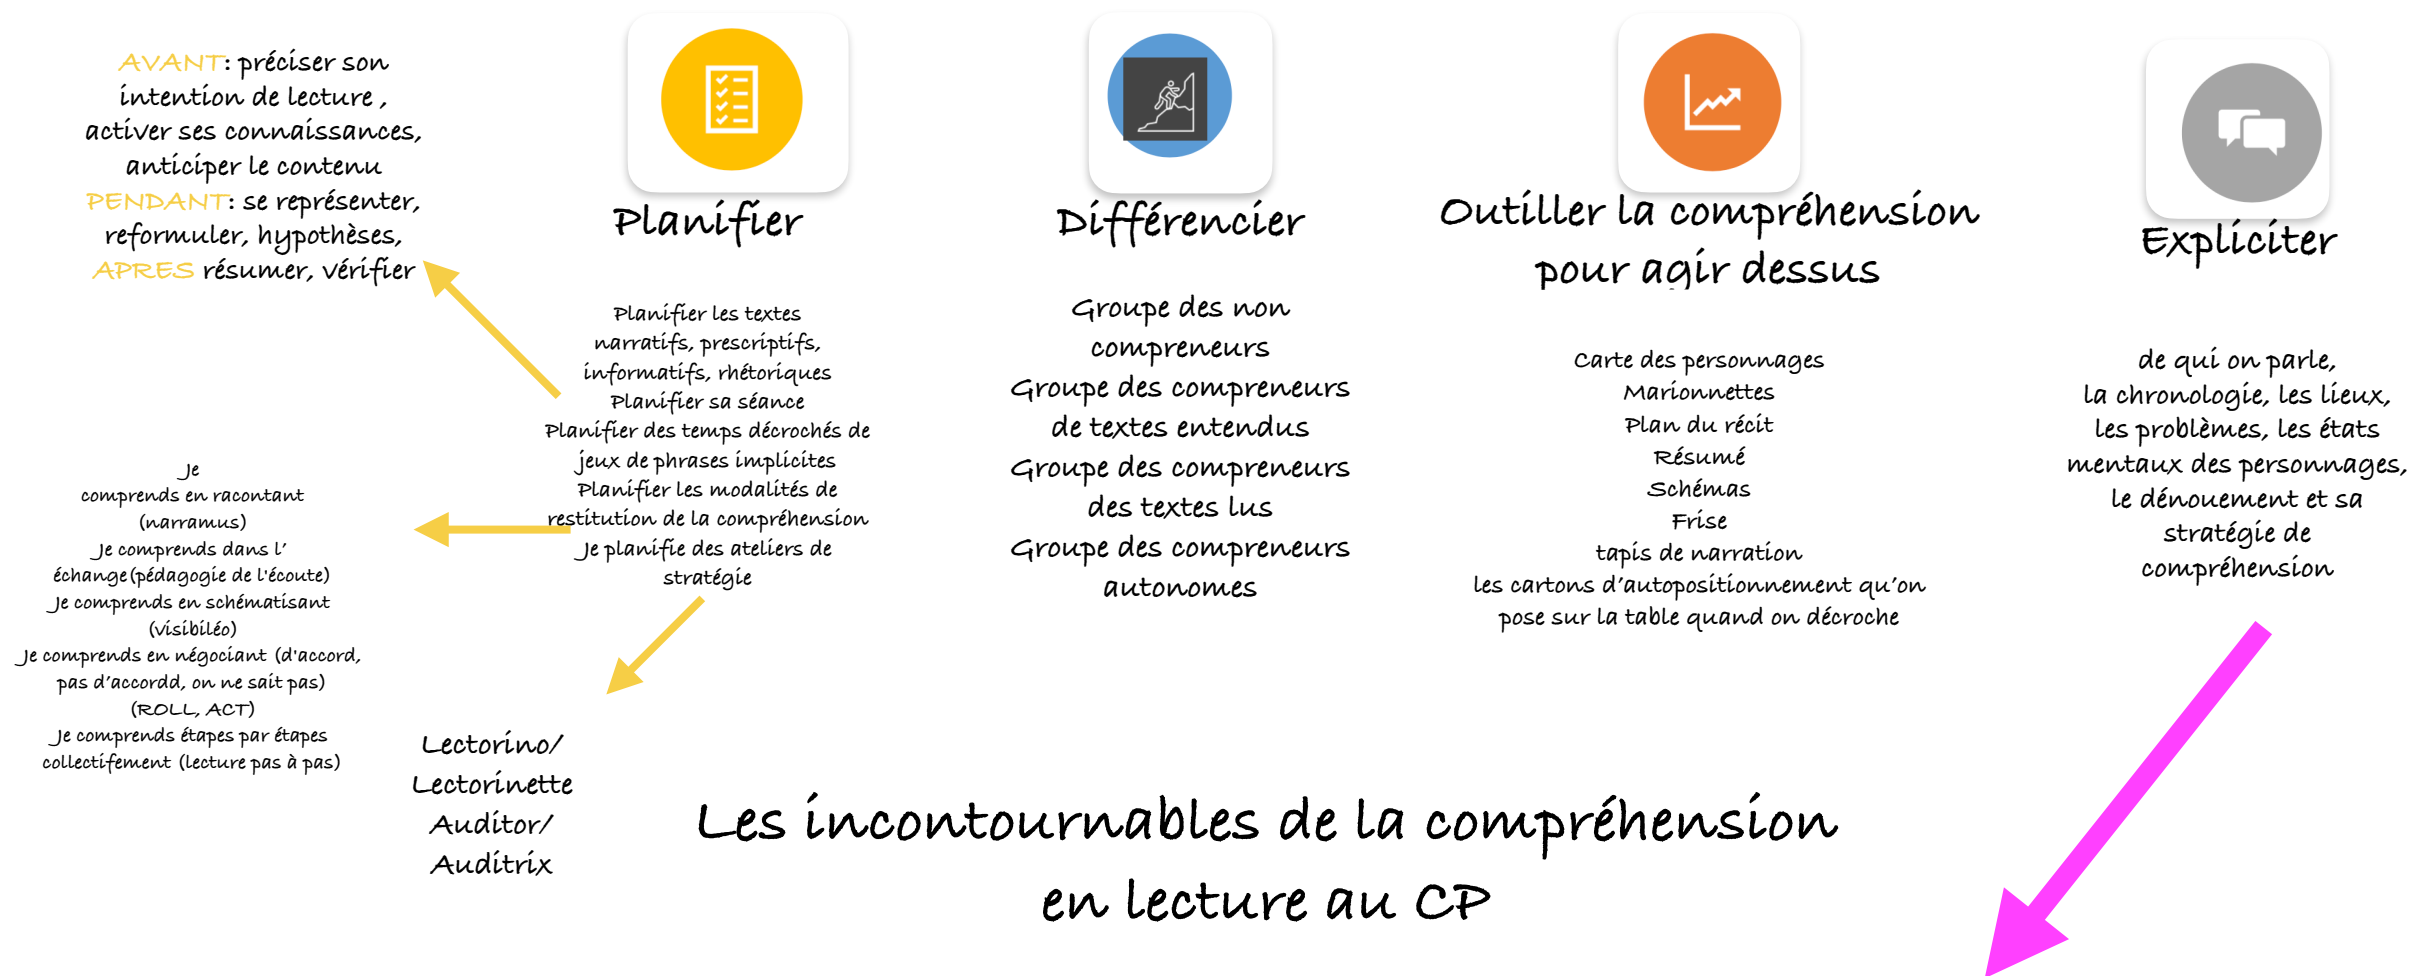 AVANT: préciser son
intention de lecture ,
activer ses connaissances,
anticiper le contenu
PENDANT: se représenter,
reformuler, hypothèses,
APRES résumer, vérifier
Planifier
Planifier les textes
narratifs, prescriptifs,
informatifs, rhétoriques
Planifier sa séance
Planifier des temps décrochés de
jeux de phrases implicites
Planifier les modalités de
restitution de la compréhension
Je planifie des ateliers de
stratégie
Différencier
Groupe des non
compreneurs
Groupe des compreneurs
de textes entendus
Groupe des compreneurs
des textes lus
Groupe des compreneurs
autonomes
Outiller la compréhension
pour agir dessus
Carte des personnages
Marionnettes
Plan du récit
Résumé
Schémas
Frise
tapis de narration
les cartons d’autopositionnement qu’on
pose sur la table quand on décroche
Expliciter
de qui on parle,
la chronologie, les lieux,
les problèmes, les états
mentaux des personnages,
le dénouement et sa
stratégie de
compréhension
Je
comprends en racontant
(narramus)
Je comprends dans l’
échange(pédagogie de l'écoute)
Je comprends en schématisant
(visibiléo)
Je comprends en négociant (d'accord,
pas d’accordd, on ne sait pas)
(ROLL, ACT)
Je comprends étapes par étapes
collectifement (lecture pas à pas)
Lectorino/
Lectorinette
Auditor/
Auditrix
Les incontournables de la compréhension
en lecture au CP